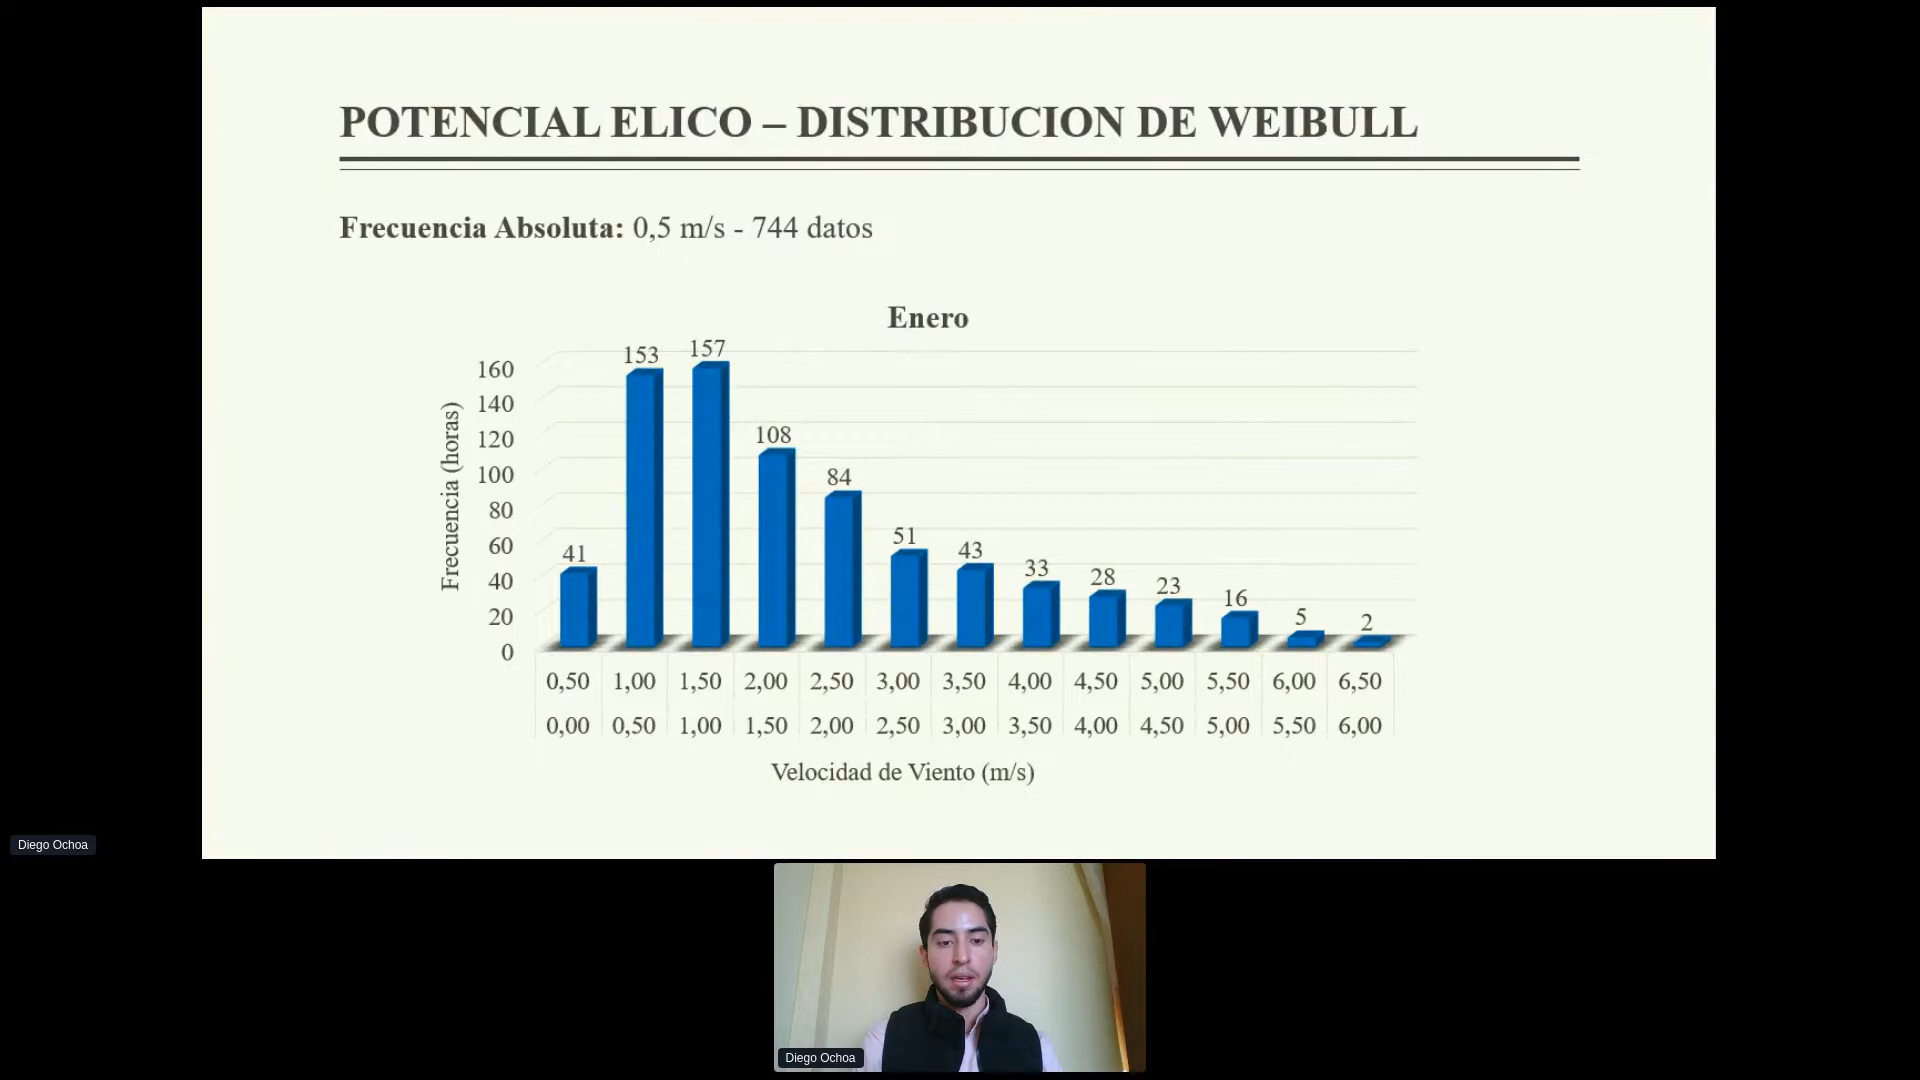 POTENCIAL ELICO – DISTRIBUCION DE WEIBULL
Frecuencia Absoluta: 0,5 m/s - 744 datos
Enero
Frecuencia (horas)
160
140
120
100
80
60
40
20
0
41 153 157 108 84 51 43 33 28 23 16 5 2
0,50 1,00 1,50 2,00 2,50 3,00 3,50 4,00 4,50 5,00 5,50 6,00 6,50
0,00 0,50 1,00 1,50 2,00 2,50 3,00 3,50 4,00 4,50 5,00 5,50 6,00
Velocidad de Viento (m/s)
Diego Ochoa
Diego Ochoa